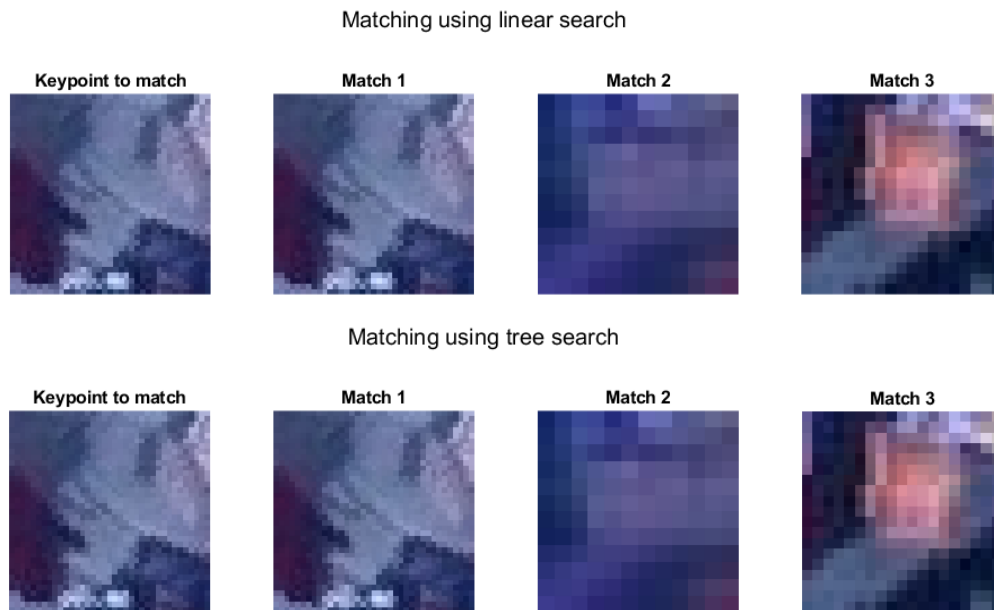 Matching using linear search
Keypoint to match Match 1 Match 2 Match 3
Matching using tree search
Keypoint to match Match 1 Match 2 Match 3